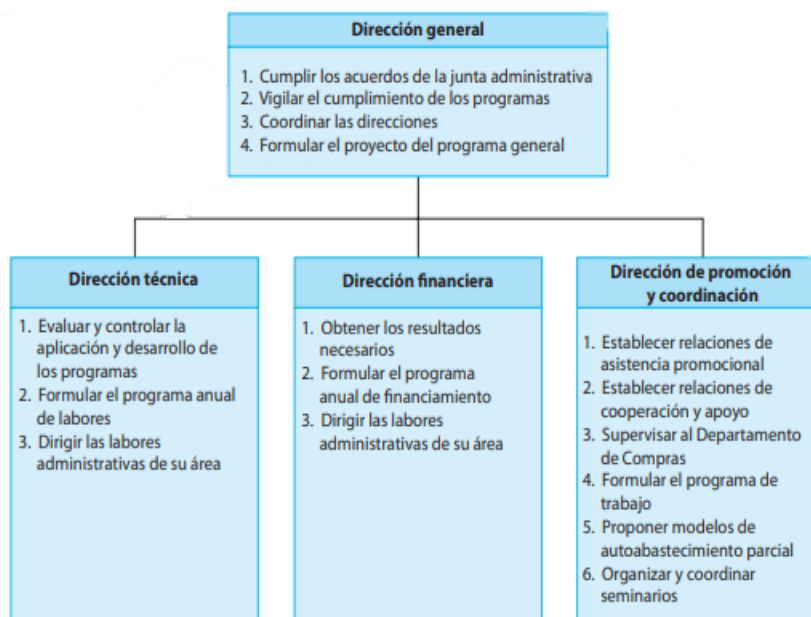 Dirección general
1. Cumplir los acuerdos de la junta administrativa
2. Vigilar el cumplimiento de los programas
3. Coordinar las direcciones
4. Formular el proyecto del programa general
Dirección técnica
1. Evaluar y controlar la
aplicación y desarrollo de
los programas
2. Formular el programa anual
de labores
3. Dirigir las labores
administrativas de su área
Dirección financiera
1. Obtener los resultados
necesarios
2. Formular el programa
anual de financiamiento
3. Dirigir las labores
administrativas de su área
Dirección de promoción
y coordinación
1. Establecer relaciones de
asistencia promocional
2. Establecer relaciones de
cooperación y apoyo
3. Supervisar al Departamento
de Compras
4. Formular el programa de
trabajo
5. Proponer modelos de
autoabastecimiento parcial
6. Organizar y coordinar
seminarios